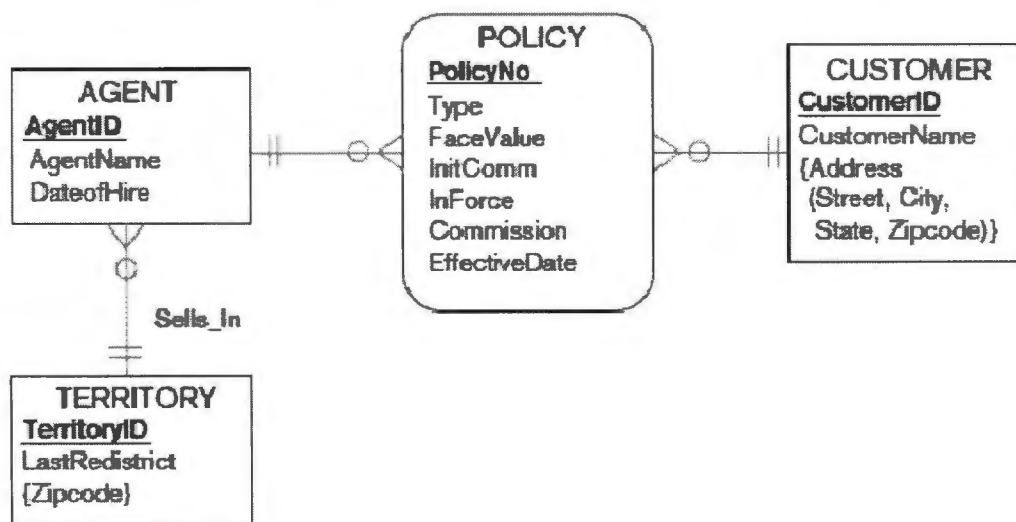 AGENT
AgentID
AgentName
DateofHire
POLICY
PolicyNo
Type
FaceValue
InitComm
InForce
Commission
EffectiveDate
CUSTOMER
CustomerID
CustomerName
{Address
(Street, City,
State, Zipcode)}
Sells_In
TERRITORY
TerritoryID
LastRedistrict
{Zipcode}